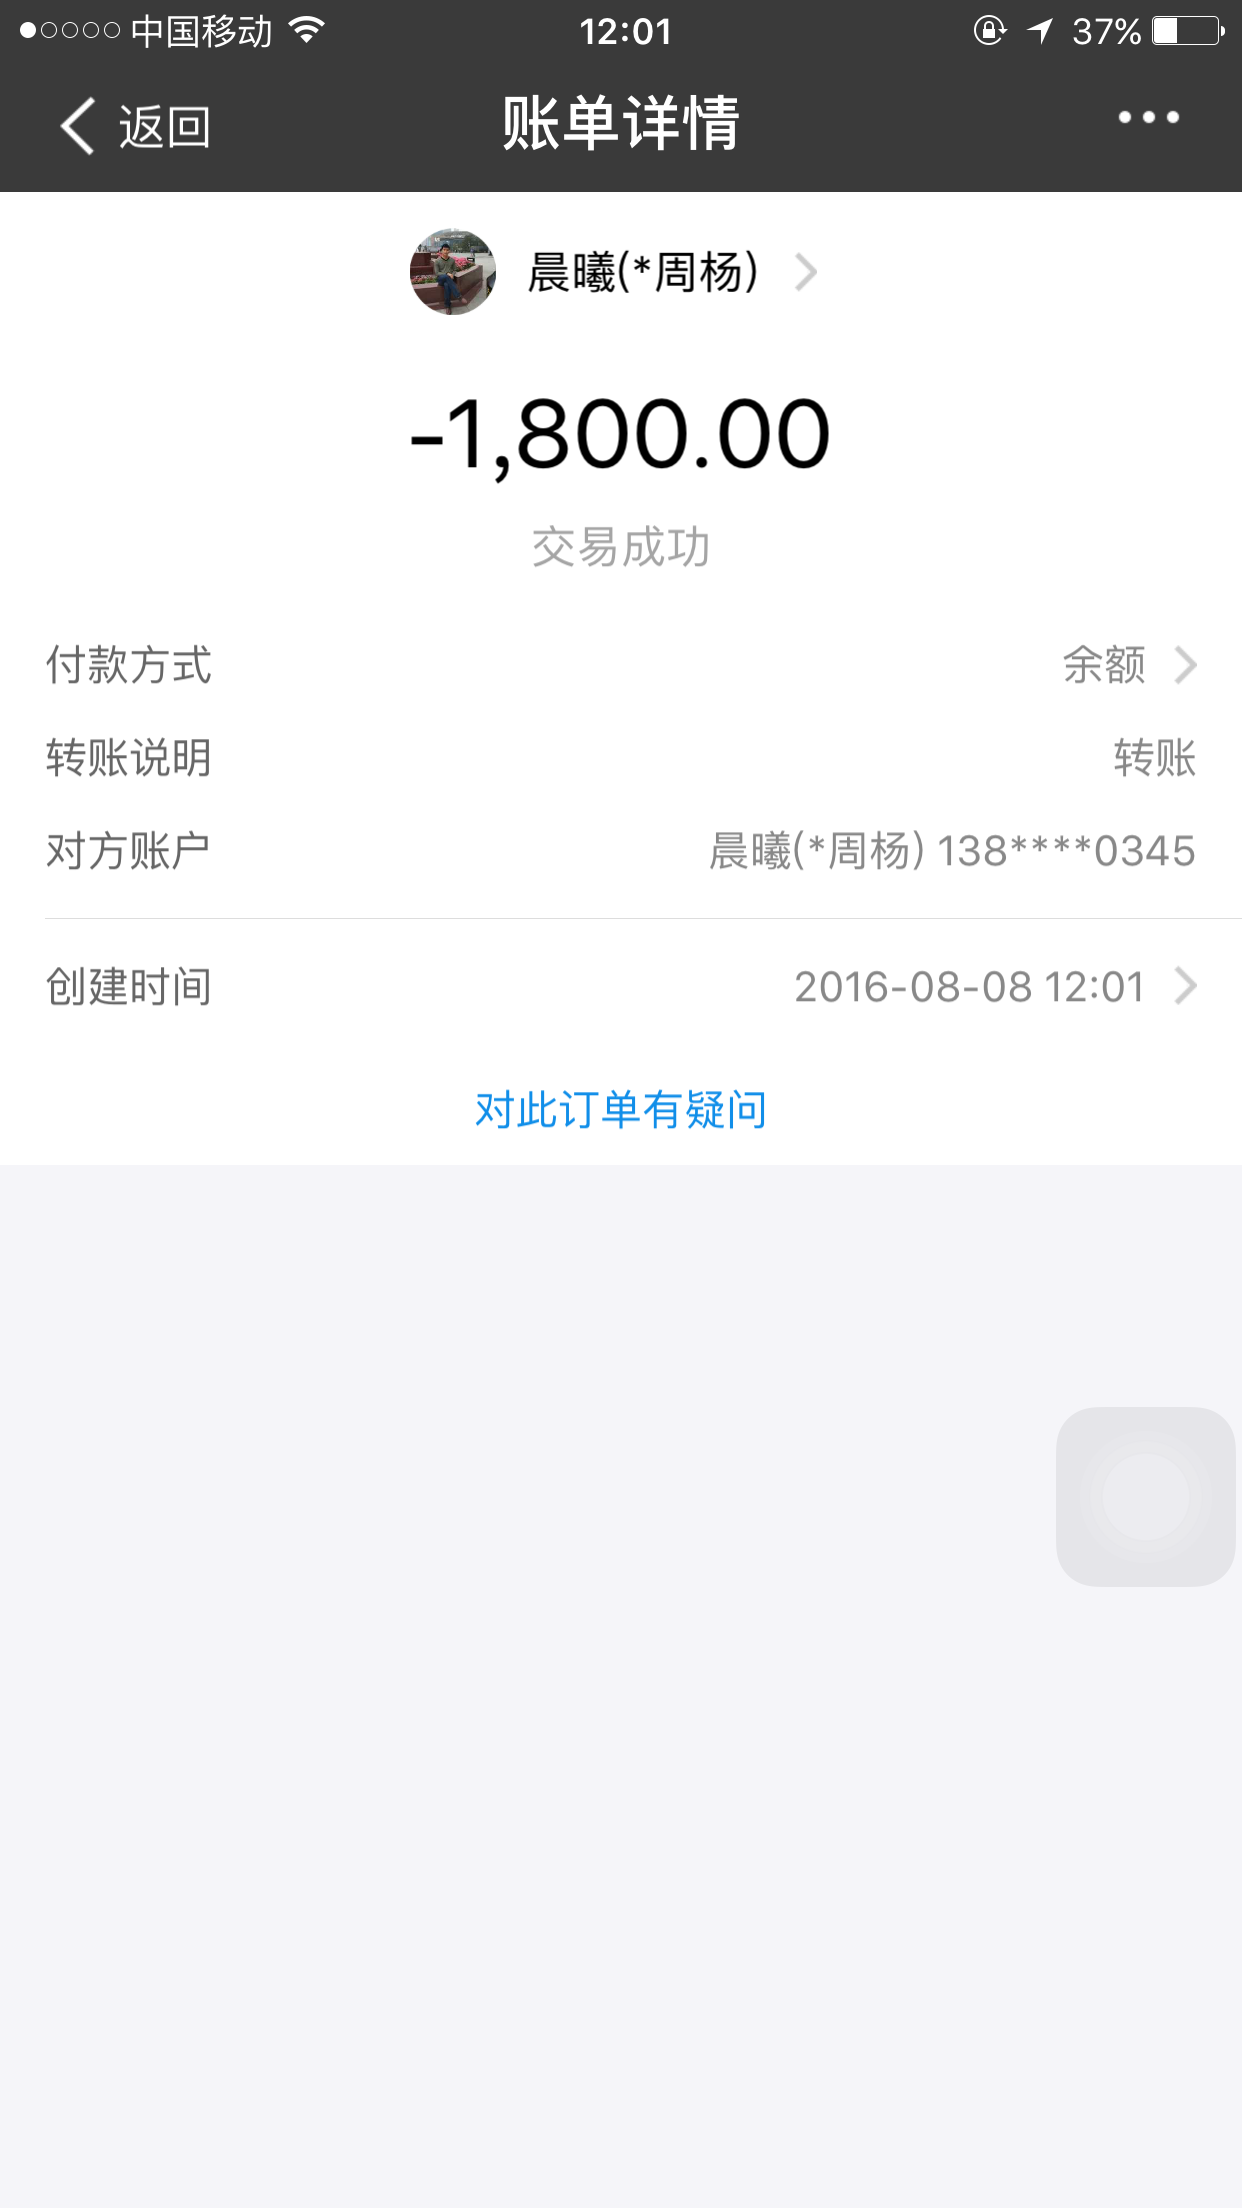 中国移动 12:01 37%
返回 账单详情
晨曦(*周杨)
-1,800.00
交易成功
付款方式 余额
转账说明 转账
对方账户 晨曦(*周杨) 138****0345
创建时间 2016-08-08 12:01
对此订单有疑问